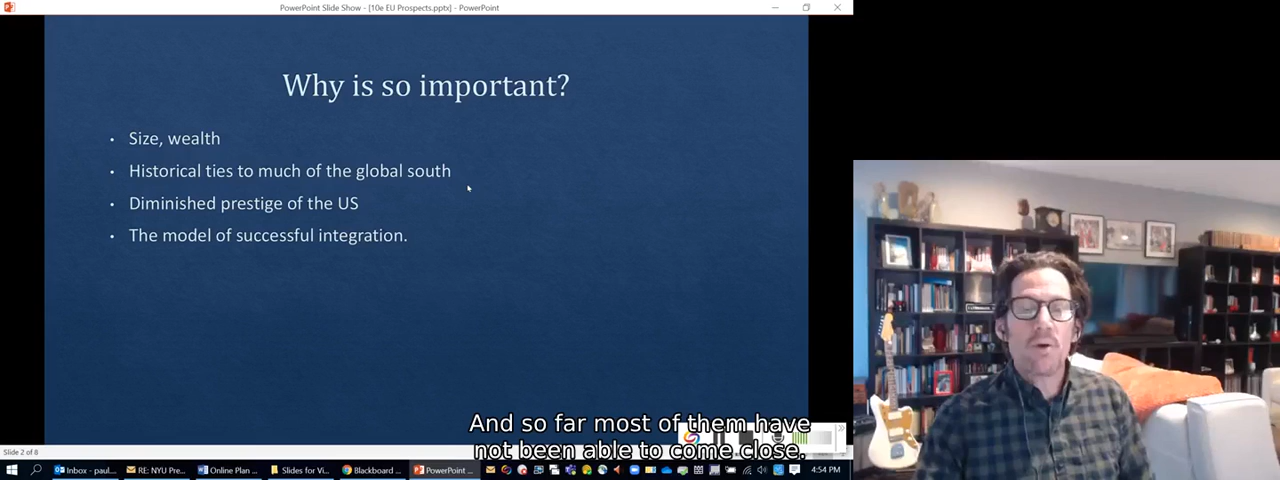 PowerPoint Slide Show - [10e EU Prospects.pptx] - PowerPoint
Why is so important?
• Size, wealth
• Historical ties to much of the global south
• Diminished prestige of the US
• The model of successful integration.
And so far most of them have
not been able to come close.
Slide 2 of 8
Inbox - paul...
RE: NYU Pre...
Online Plan ...
Slides for Vi...
Blackboard ...
PowerPoint ...
4:54 PM